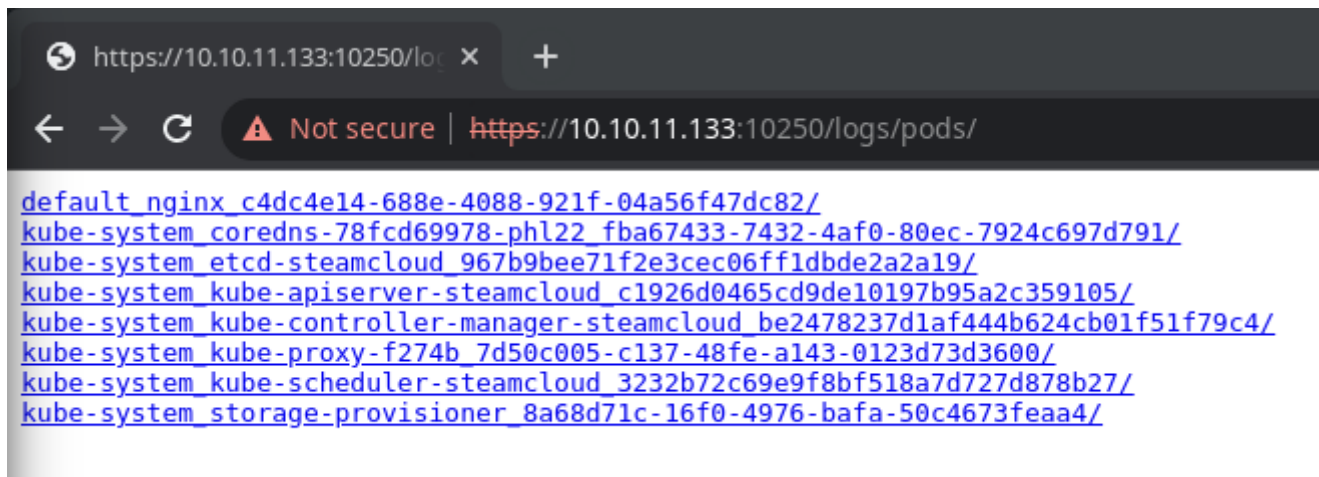 https://10.10.11.133:10250/log
Not secure | https://10.10.11.133:10250/logs/pods/
default_nginx_c4dc4e14-688e-4088-921f-04a56f47dc82/
kube-system_coredns-78fcd69978-phl22_fba67433-7432-4af0-80ec-7924c697d791/
kube-system_etcd-steamcloud_967b9bee71f2e3cec06ff1dbde2a2a19/
kube-system_kube-apiserver-steamcloud_c1926d0465cd9de10197b95a2c359105/
kube-system_kube-controller-manager-steamcloud_be2478237d1af444b624cb01f51f79c4/
kube-system_kube-proxy-f274b_7d50c005-c137-48fe-a143-0123d73d3600/
kube-system_kube-scheduler-steamcloud_3232b72c69e9f8bf518a7d727d878b27/
kube-system_storage-provisioner_8a68d71c-16f0-4976-bafa-50c4673feaa4/